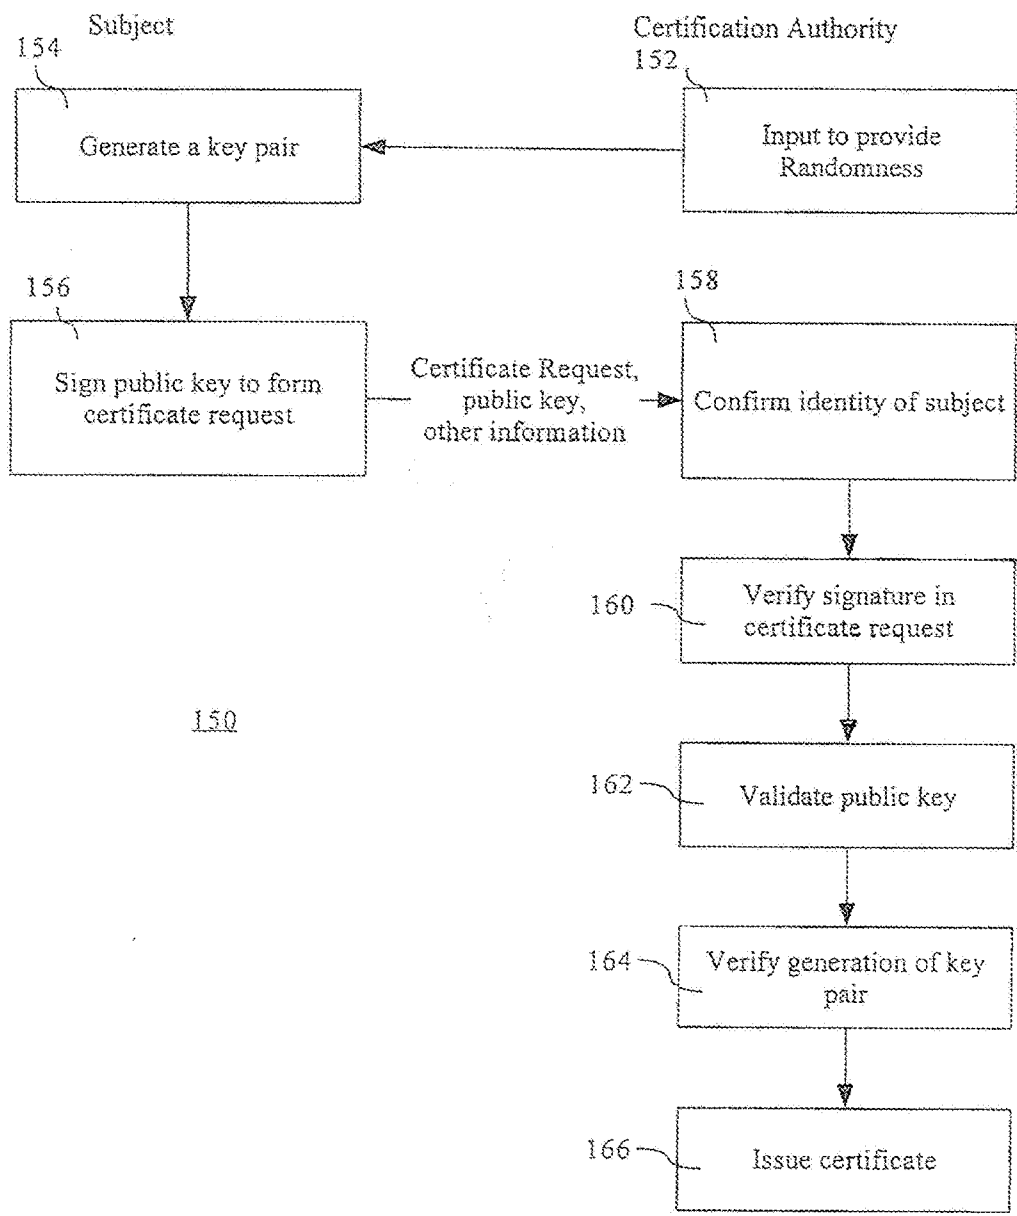 Subject
Certification Authority
154
152
Generate a key pair
Input to provide
Randomness
156
158
Sign public key to form
certificate request
Certificate Request,
public key,
other information
Confirm identity of subject
160
Verify signature in
certificate request
150
162
Validate public key
164
Verify generation of key
pair
166
Issue certificate